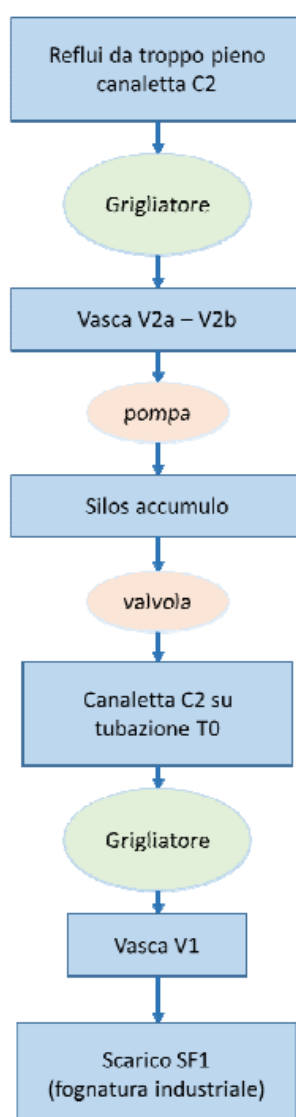 Reflui da troppo pieno
canaletta C2
Grigliatore
Vasca V2a – V2b
pompa
Silos accumulo
valvola
Canaletta C2 su
tubazione T0
Grigliatore
Vasca V1
Scarico SF1
(fognatura industriale)